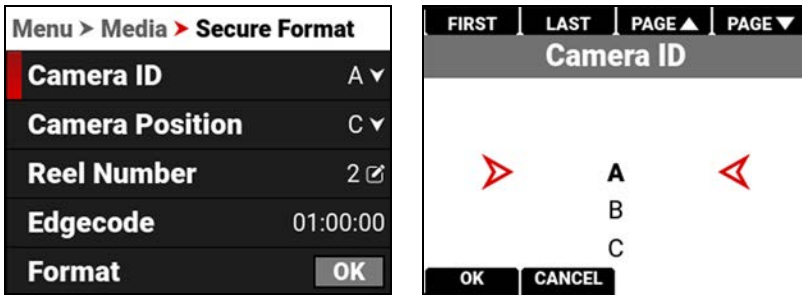 Menu > Media > Secure Format
Camera ID A
Camera Position C
Reel Number 2
Edgecode 01:00:00
Format OK
FIRST LAST PAGE▲ PAGE▼
Camera ID
A
B
C
OK CANCEL